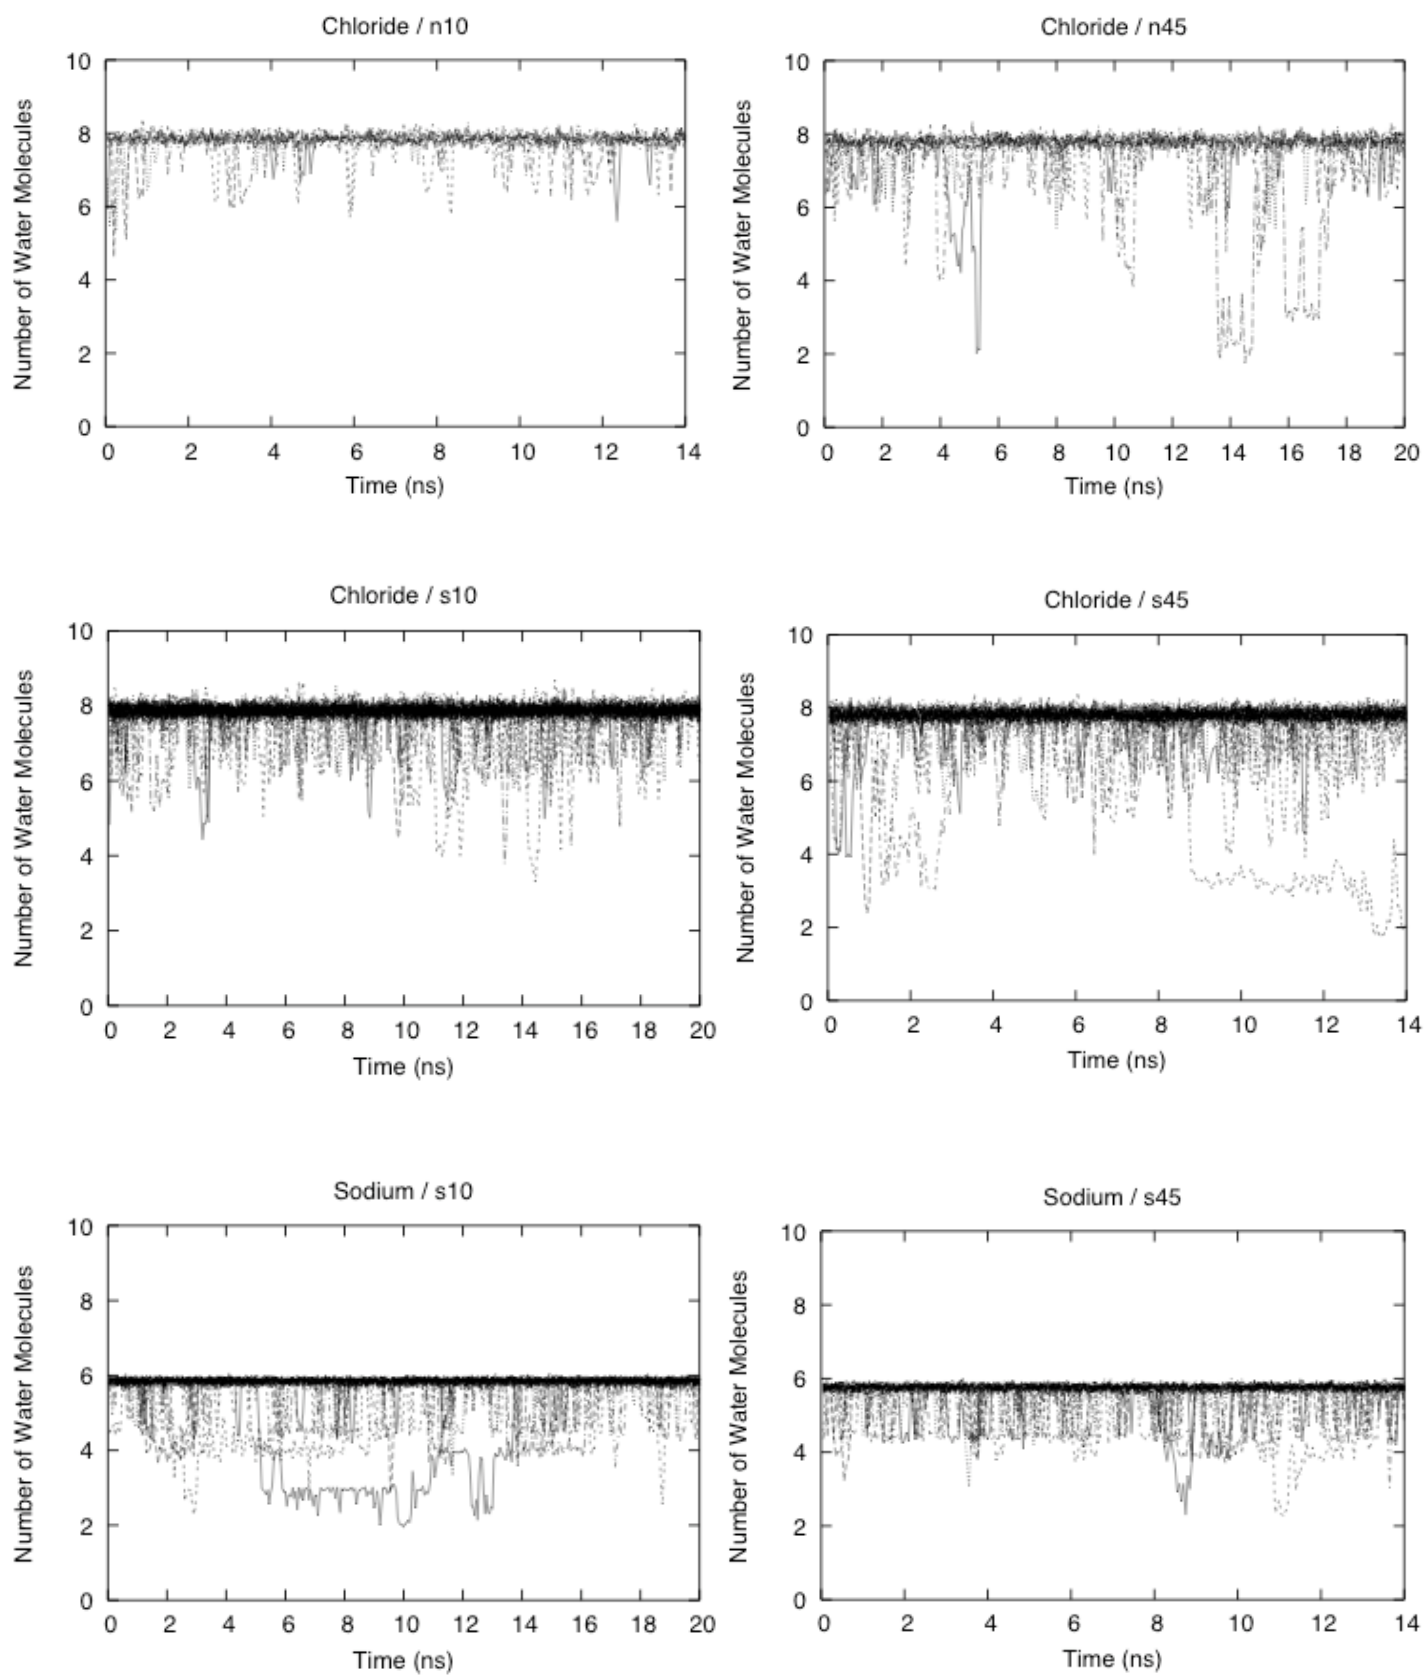 Chloride / n10
Number of Water Molecules
10
8
6
4
2
0
0 2 4 6 8 10 12 14
Time (ns)
Chloride / n45
Number of Water Molecules
10
8
6
4
2
0
0 2 4 6 8 10 12 14 16 18 20
Time (ns)
Chloride / s10
Number of Water Molecules
10
8
6
4
2
0
0 2 4 6 8 10 12 14 16 18 20
Time (ns)
Chloride / s45
Number of Water Molecules
10
8
6
4
2
0
0 2 4 6 8 10 12 14
Time (ns)
Sodium / s10
Number of Water Molecules
10
8
6
4
2
0
0 2 4 6 8 10 12 14 16 18 20
Time (ns)
Sodium / s45
Number of Water Molecules
10
8
6
4
2
0
0 2 4 6 8 10 12 14
Time (ns)